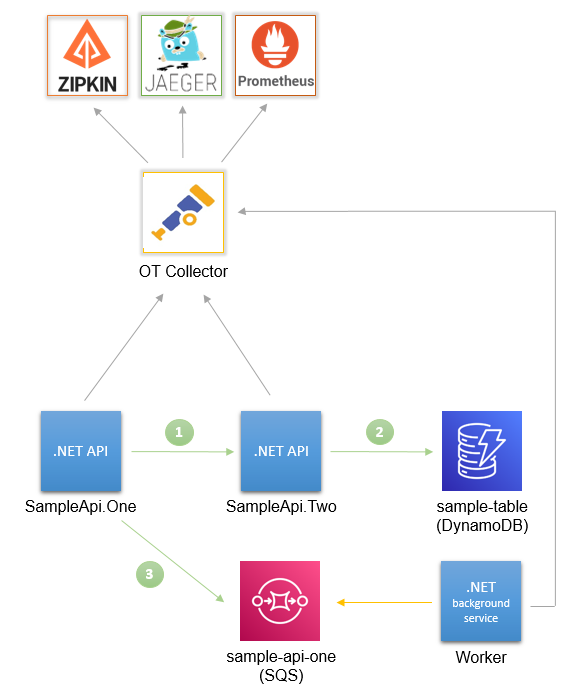 ZIPKIN
JAEGER
Prometheus
OT Collector
.NET API
1
.NET API
2
SampleApi.One
SampleApi.Two
sample-table
(DynamoDB)
3
.NET
background
service
sample-api-one
(SQS)
Worker